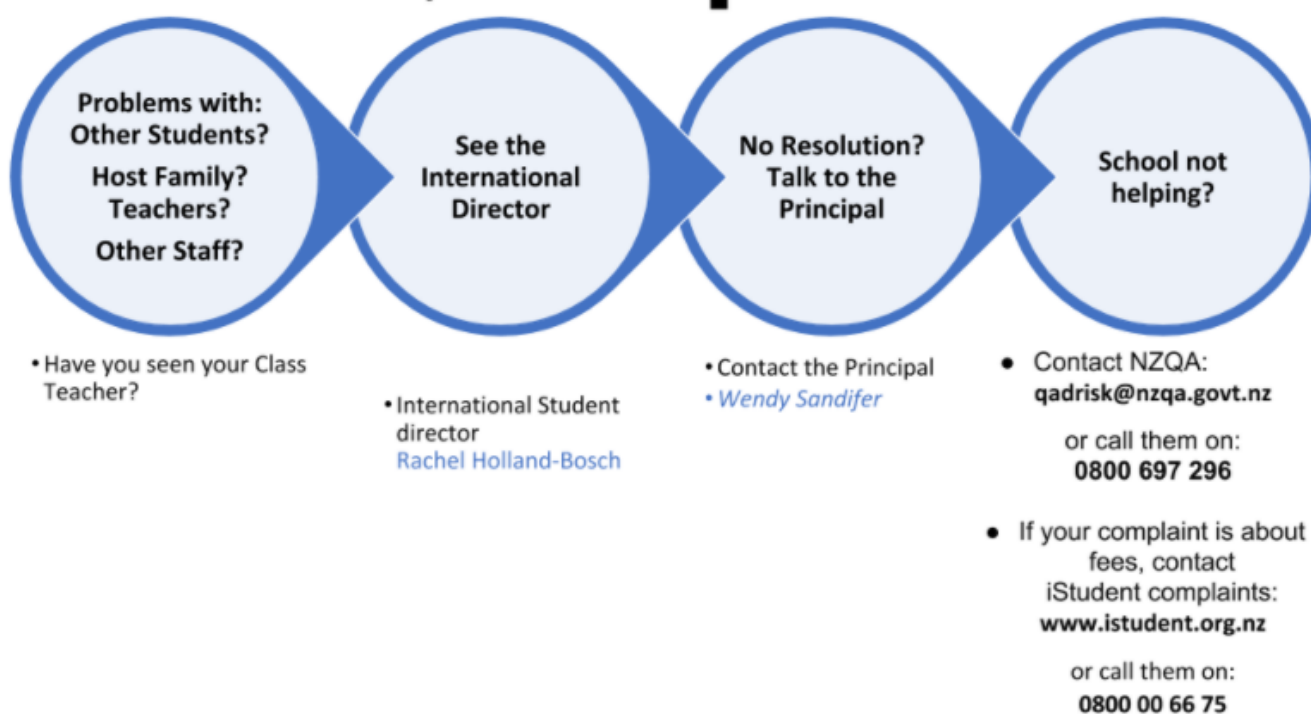 Problems with:
Other Students?
Host Family?
Teachers?
Other Staff?
• Have you seen your Class
Teacher?
See the
International
Director
• International Student
director
Rachel Holland-Bosch
No Resolution?
Talk to the
Principal
• Contact the Principal
• Wendy Sandifer
School not
helping?
● Contact NZQA:
qadrisk@nzqa.govt.nz
or call them on:
0800 697 296
● If your complaint is about
fees, contact
iStudent complaints:
www.istudent.org.nz
or call them on:
0800 00 66 75